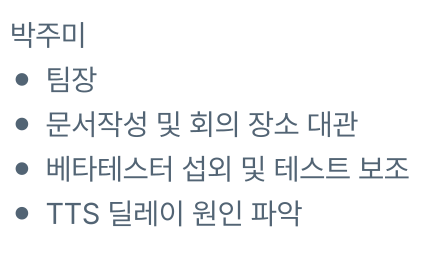 박주미
• 팀장
• 문서작성 및 회의 장소 대관
• 베타테스터 섭외 및 테스트 보조
• TTS 딜레이 원인 파악